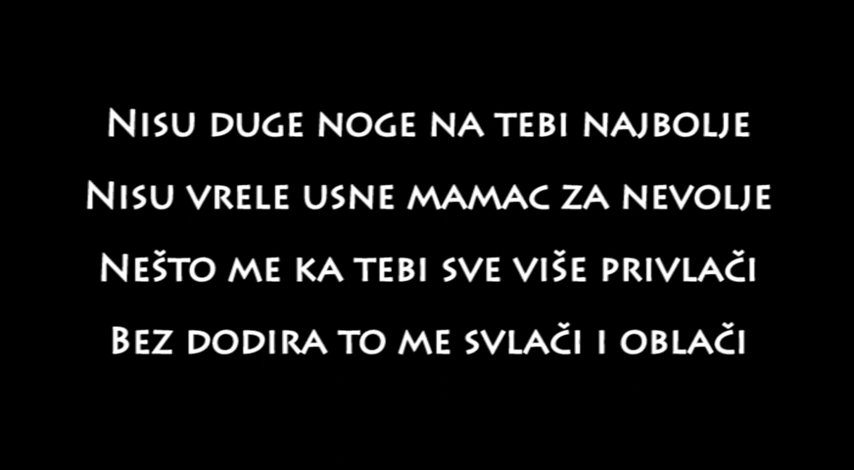 Nisu duge noge na tebi najbolje
Nisu vrele usne mamac za nevolje
Nešto me ka tebi sve više privlači
Bez dodira to me svlači i oblači